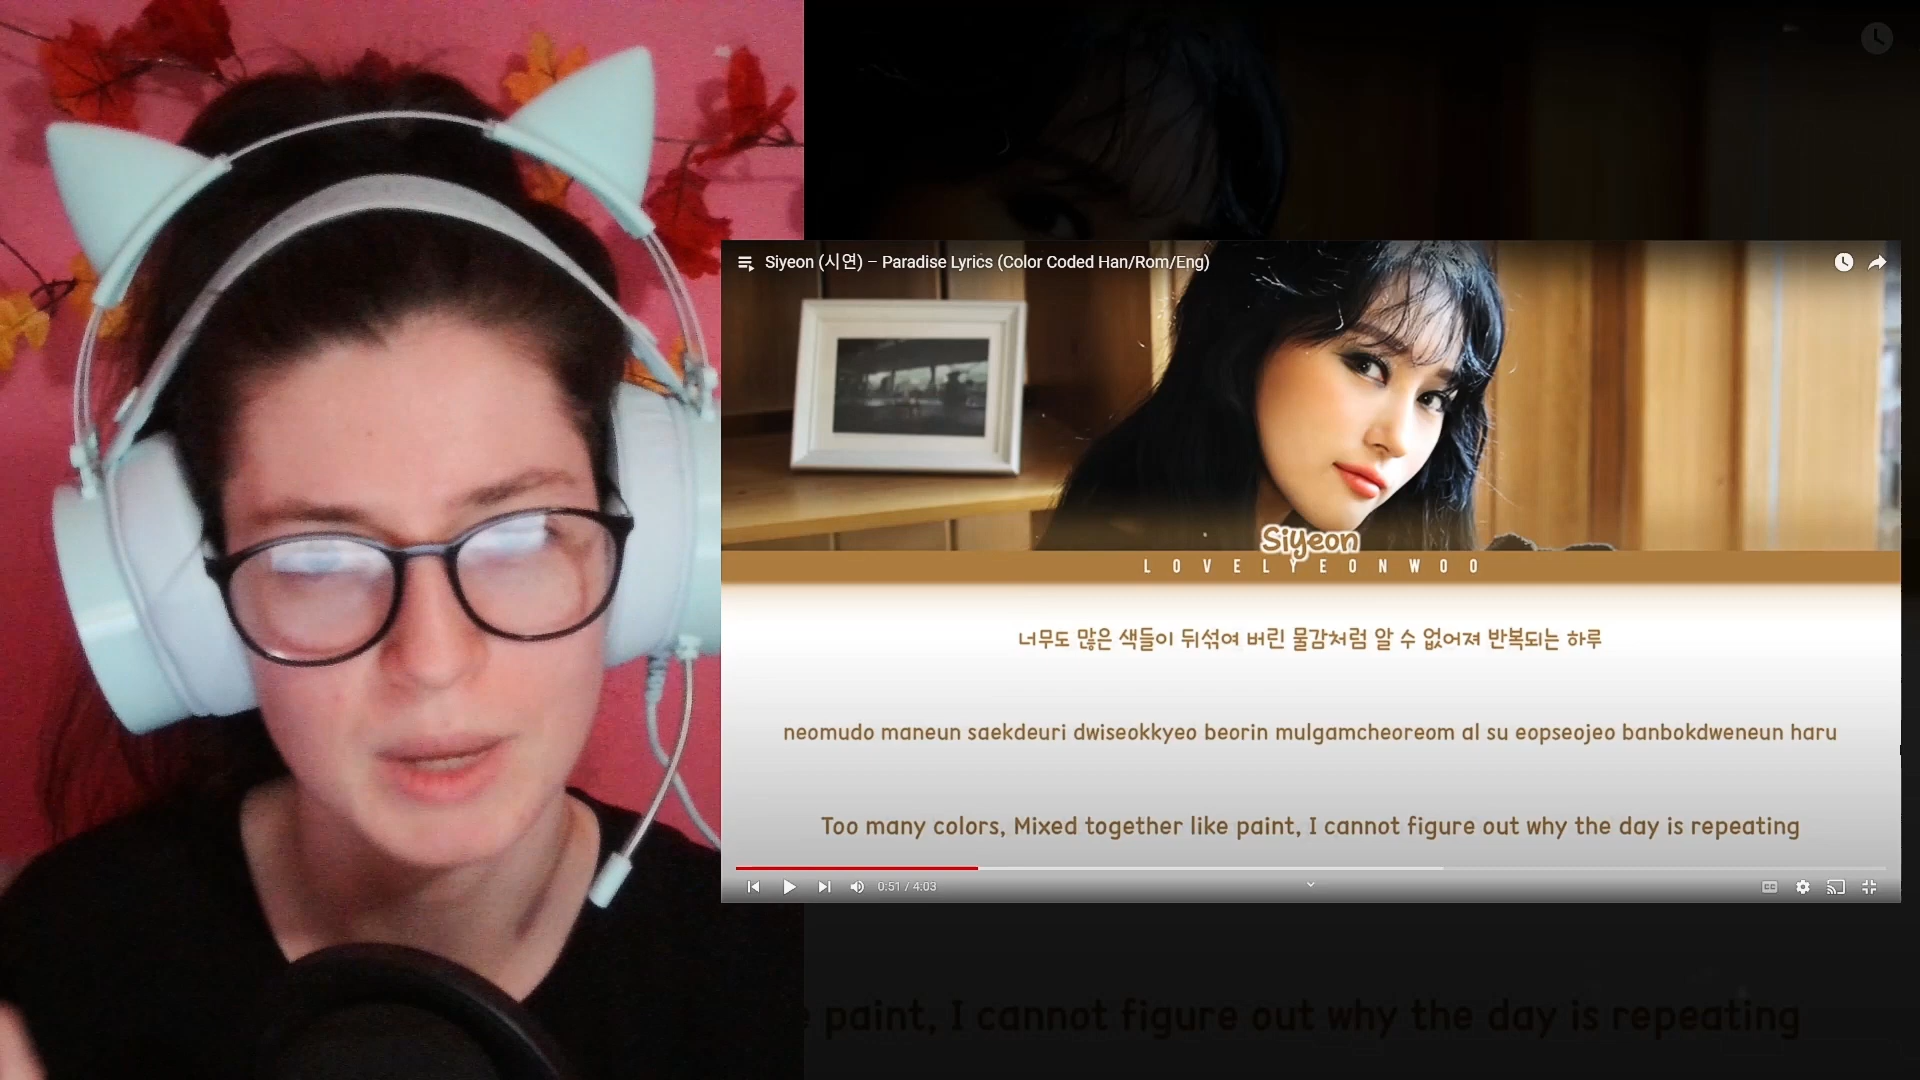 Siyeon (시연) – Paradise Lyrics (Color Coded Han/Rom/Eng)
Siyeon
LOVELYEONWOO
너무도 많은 색들이 뒤섞여 버린 물감처럼 알 수 없어져 반복되는 하루
neomudo maneun saekdeuri dwiseokkyeo beorin mulgamcheoreom al su eopseojeo banbokdweneun haru
Too many colors, Mixed together like paint, I cannot figure out why the day is repeating
0:51 / 4:03
CC
paint, I cannot figure out why the day is repeating